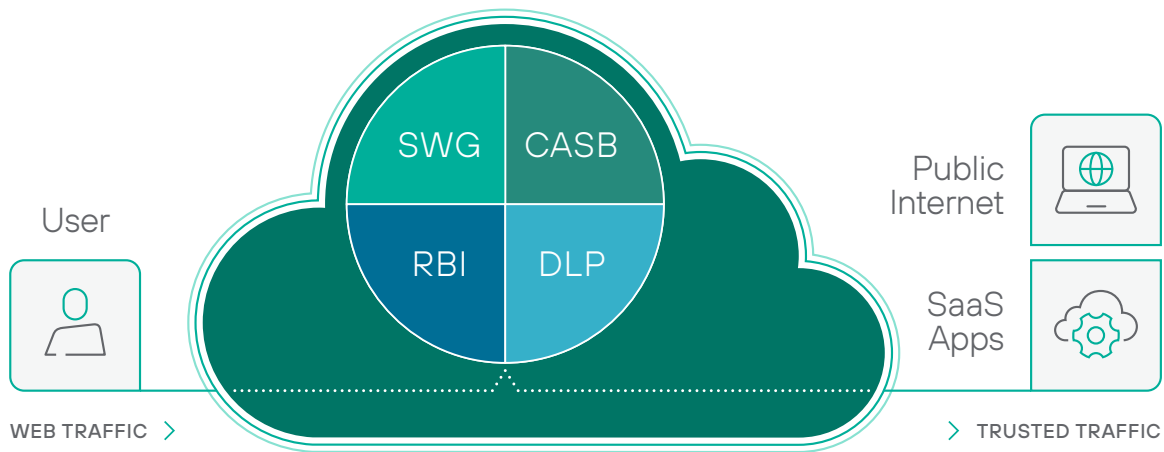 SWG
CASB
RBI
DLP
User
Public
Internet
SaaS
Apps
WEB TRAFFIC
TRUSTED TRAFFIC